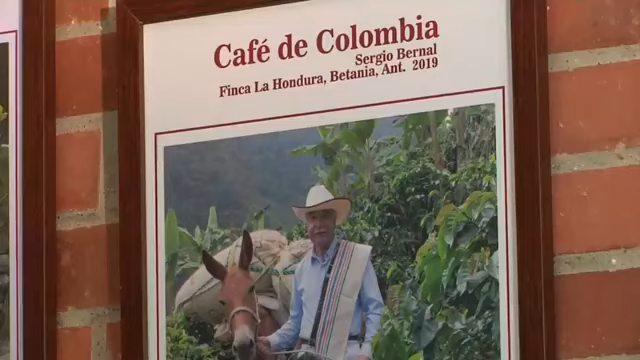 Café de Colombia
Sergio Bernal
Finca La Hondura, Betania, Ant. 2019